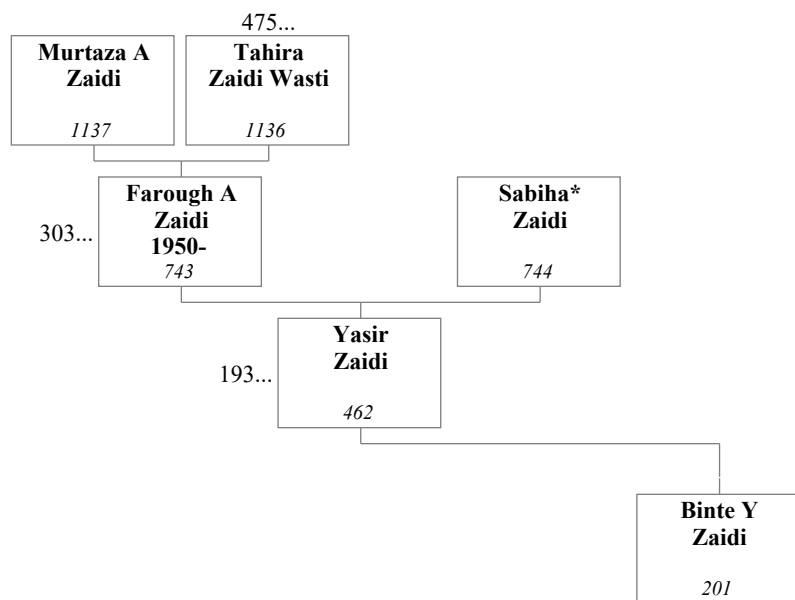 475...
Murtaza A
Zaidi
1137
Tahira
Zaidi Wasti
1136
303...
Farough A
Zaidi
1950-
743
Sabiha*
Zaidi
744
193...
Yasir
Zaidi
462
Binte Y
Zaidi
201